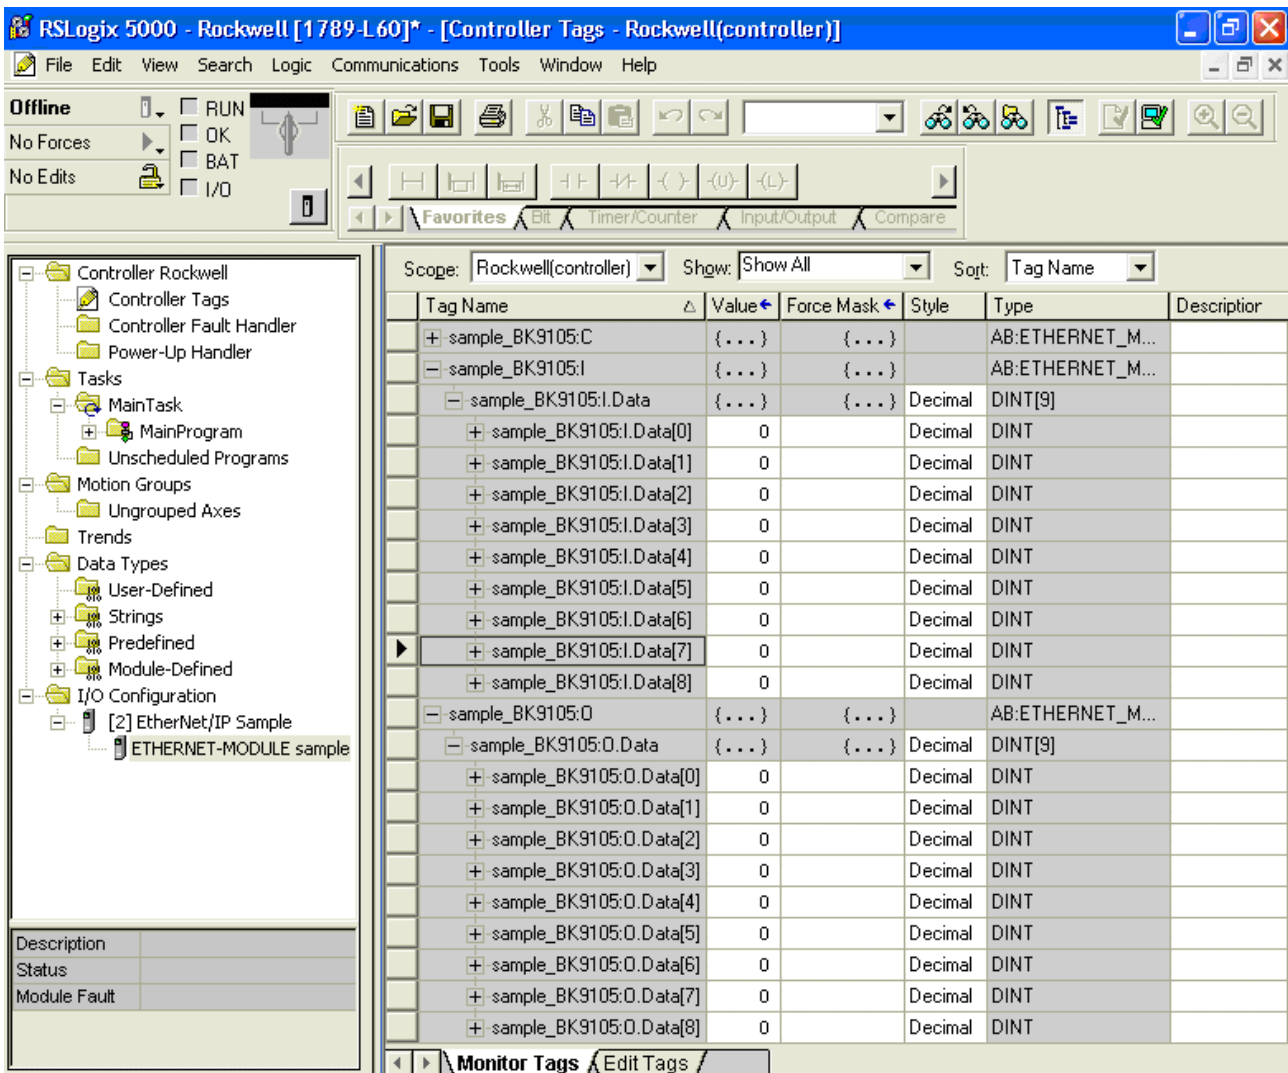 RSLogix 5000 - Rockwell [1789-L60]* - [Controller Tags - Rockwell(controller)]
File Edit View Search Logic Communications Tools Window Help
Offline
RUN
No Forces
OK
BAT
No Edits
I/O
Favorites Bit Timer/Counter Input/Output Compare
Controller Rockwell
Controller Tags
Controller Fault Handler
Power-Up Handler
Tasks
MainTask
MainProgram
Unscheduled Programs
Motion Groups
Ungrouped Axes
Trends
Data Types
User-Defined
Strings
Predefined
Module-Defined
I/O Configuration
[2] EtherNet/IP Sample
ETHERNET-MODULE sample
Description
Status
Module Fault
Scope: Rockwell(controller) Show: Show All Sort: Tag Name
Tag Name Value Force Mask Style Type Descriptior
sample_BK9105:C {...} {...} AB:ETHERNET_M...
sample_BK9105:I {...} {...} AB:ETHERNET_M...
sample_BK9105:I.Data {...} {...} Decimal DINT[9]
sample_BK9105:I.Data[0] 0 Decimal DINT
sample_BK9105:I.Data[1] 0 Decimal DINT
sample_BK9105:I.Data[2] 0 Decimal DINT
sample_BK9105:I.Data[3] 0 Decimal DINT
sample_BK9105:I.Data[4] 0 Decimal DINT
sample_BK9105:I.Data[5] 0 Decimal DINT
sample_BK9105:I.Data[6] 0 Decimal DINT
sample_BK9105:I.Data[7] 0 Decimal DINT
sample_BK9105:I.Data[8] 0 Decimal DINT
sample_BK9105:O {...} {...} AB:ETHERNET_M...
sample_BK9105:O.Data {...} {...} Decimal DINT[9]
sample_BK9105:O.Data[0] 0 Decimal DINT
sample_BK9105:O.Data[1] 0 Decimal DINT
sample_BK9105:O.Data[2] 0 Decimal DINT
sample_BK9105:O.Data[3] 0 Decimal DINT
sample_BK9105:O.Data[4] 0 Decimal DINT
sample_BK9105:O.Data[5] 0 Decimal DINT
sample_BK9105:O.Data[6] 0 Decimal DINT
sample_BK9105:O.Data[7] 0 Decimal DINT
sample_BK9105:O.Data[8] 0 Decimal DINT
Monitor Tags Edit Tags